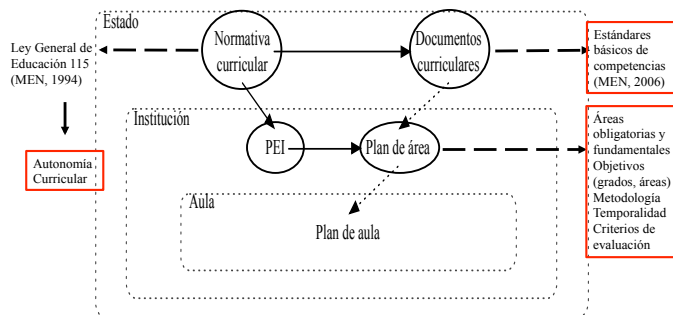 Estado
Ley General de
Educación 115
(MEN, 1994)
Normativa
curricular
Documentos
curriculares
Estándares
básicos de
competencias
(MEN, 2006)
Institución
PEI
Plan de área
Áreas
obligatorias y
fundamentales
Objetivos
(grados, áreas)
Metodología
Temporalidad
Criterios de
evaluación
Autonomía
Curricular
Aula
Plan de aula